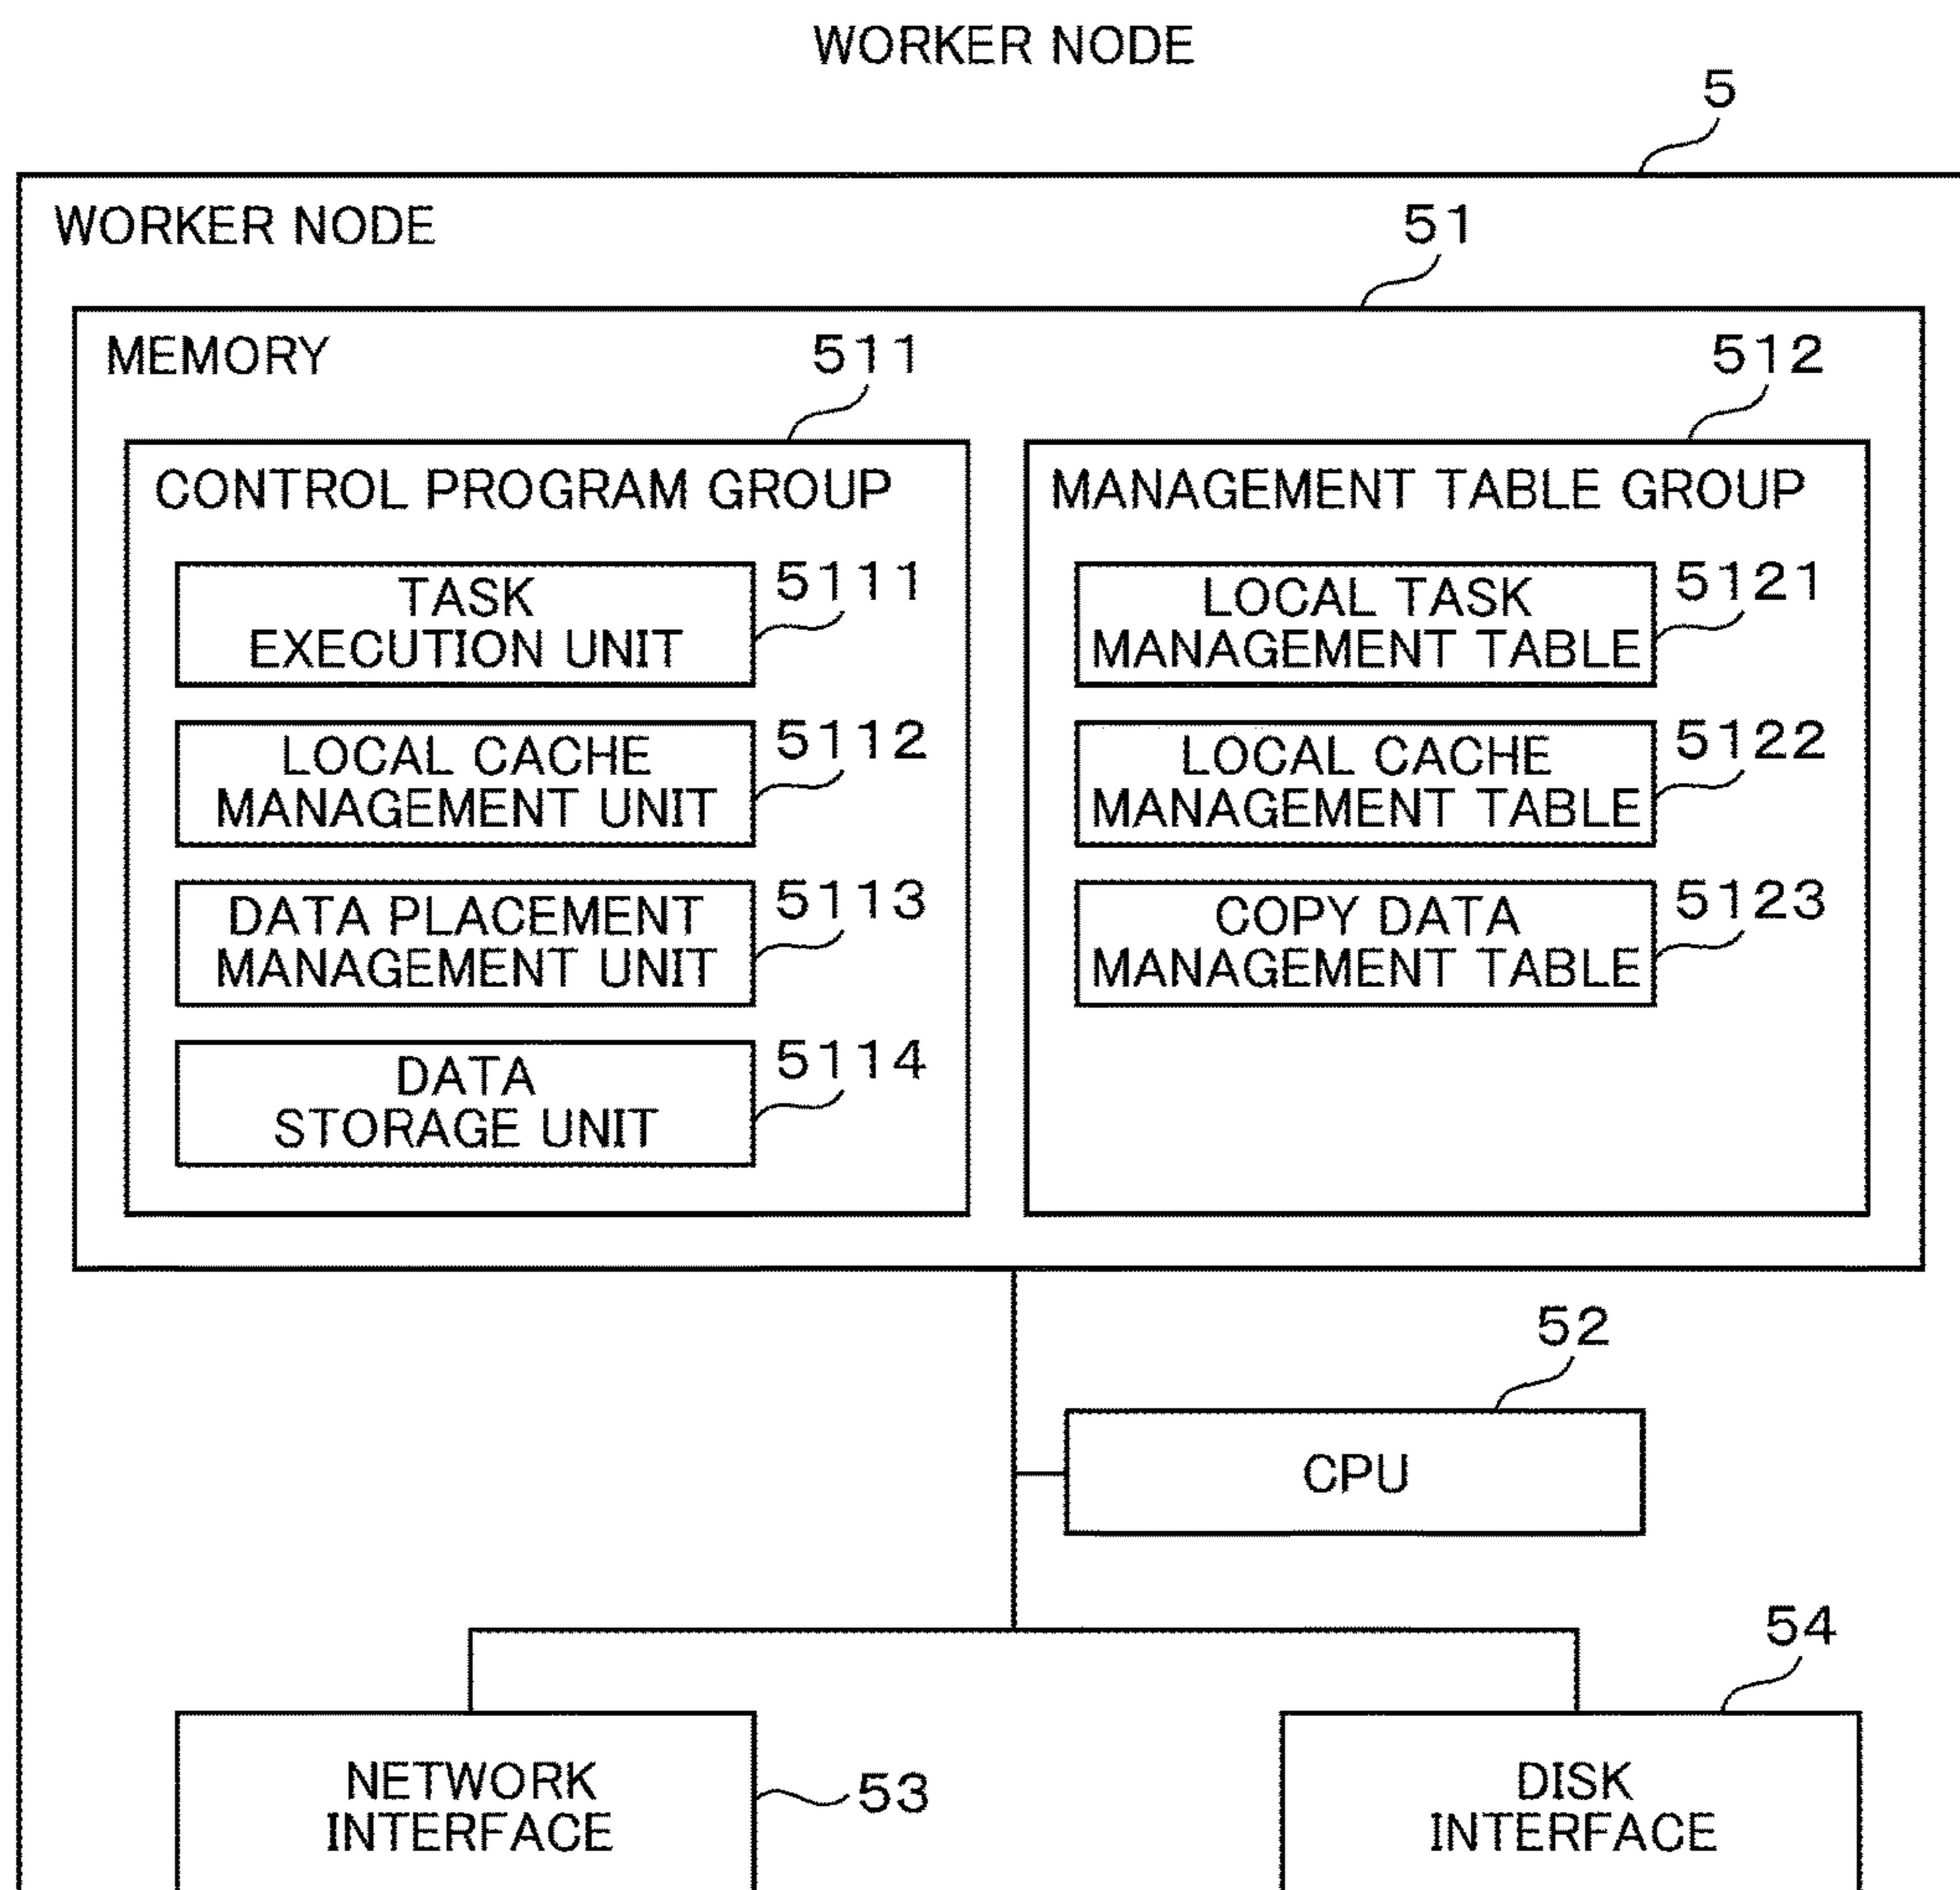 WORKER NODE
5
WORKER NODE
51
MEMORY
511
512
CONTROL PROGRAM GROUP
TASK
EXECUTION UNIT
5111
LOCAL CACHE
MANAGEMENT UNIT
5112
DATA PLACEMENT
MANAGEMENT UNIT
5113
DATA
STORAGE UNIT
5114
MANAGEMENT TABLE GROUP
LOCAL TASK
MANAGEMENT TABLE
5121
LOCAL CACHE
MANAGEMENT TABLE
5122
COPY DATA
MANAGEMENT TABLE
5123
52
CPU
54
NETWORK
INTERFACE
53
DISK
INTERFACE